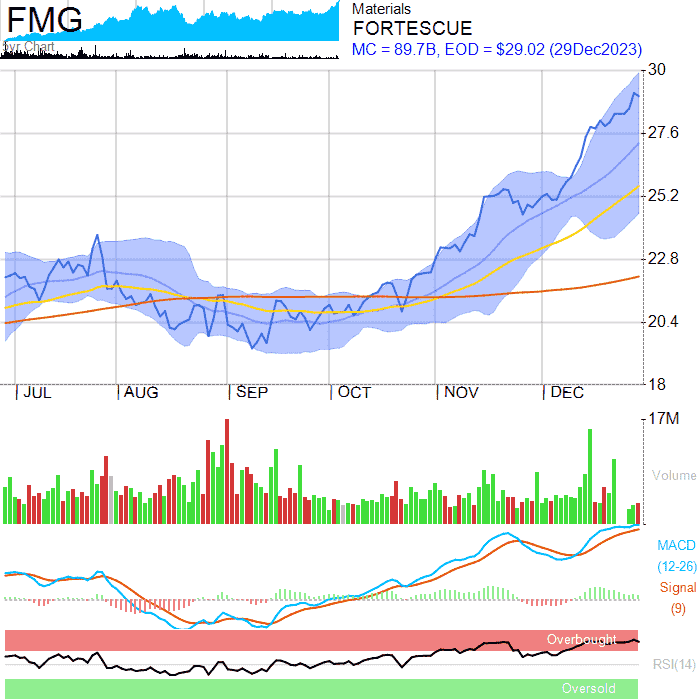 FMG
5yr Chart
Materials
FORTESCUE
MC = 89.7B, EOD = $29.02 (29Dec2023)
30
27.6
25.2
22.8
20.4
18
JUL AUG SEP OCT NOV DEC
17M
Volume
MACD
(12-26)
Signal
(9)
Overbought
RSI(14)
Oversold